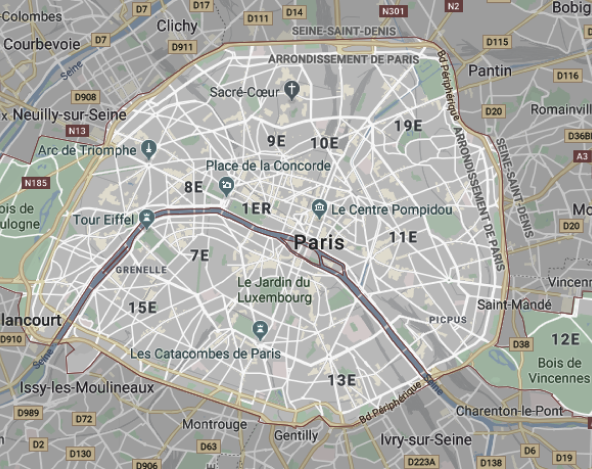 Colombes
D7
D17
D14
N301
N2
Bobig
Clichy
D111
D7
SEINE-SAINT-DENIS
Courbevoie
D911
D115
Seine
ARRONDISSEMENT DE PARIS
Pantin
D116
Bd Périphérique
Sacré-Cœur
D908
D20
Romainvill
Neuilly-sur-Seine
19E
N13
9E
10E
D36B
Arc de Triomphe
A3
Place de la Concorde
ARRONDISSEMENT DE PARIS
SEINE-SAINT-DENIS
N185
8E
ois de
ulogne
1ER
Le Centre Pompidou
Mo
Tour Eiffel
D20
Paris
11E
7E
GRENELLE
Le Jardin du
Luxembourg
Vincenn
15E
Saint-Mandé
lancourt
PICPUS
D910
12E
D38
Les Catacombes de Paris
Seine
Bois de
Vincennes
13E
Seine
Issy-les-Moulineaux
Bd Périphérique
D989
D72
Charenton-le-Pont
Montrouge
Gentilly
Ivry-sur-Seine
D2
D63
D6
D130
D906
D223A
D138
D19